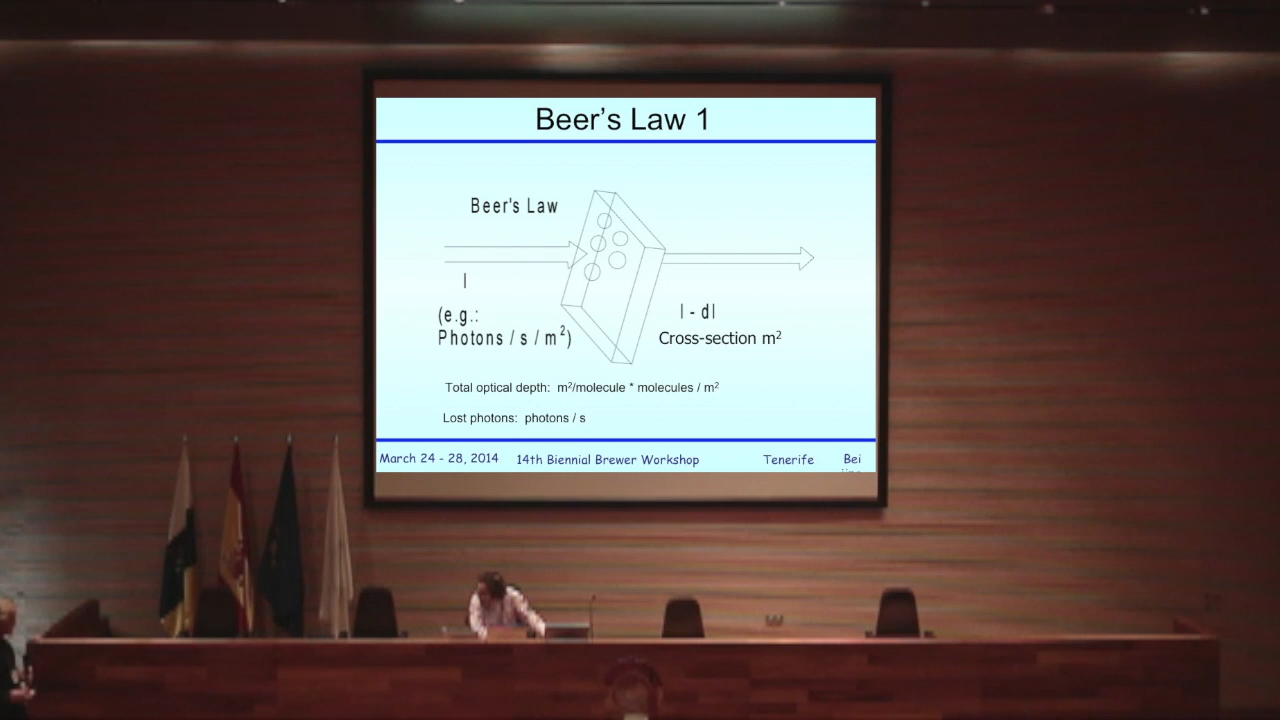 Beer’s Law 1
Beer's Law
I
(e.g.:
Photons / s / m²)
I - dI
Cross-section m²
Total optical depth: m²/molecule * molecules / m²
Lost photons: photons / s
March 24 - 28, 2014 14th Biennial Brewer Workshop Tenerife Bei